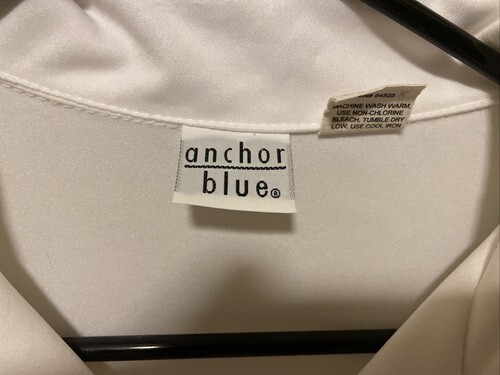 anchor
blue®
MACHINE WASH WARM,
USE NON-CHLORINE
BLEACH, TUMBLE DRY
LOW, USE COOL IRON